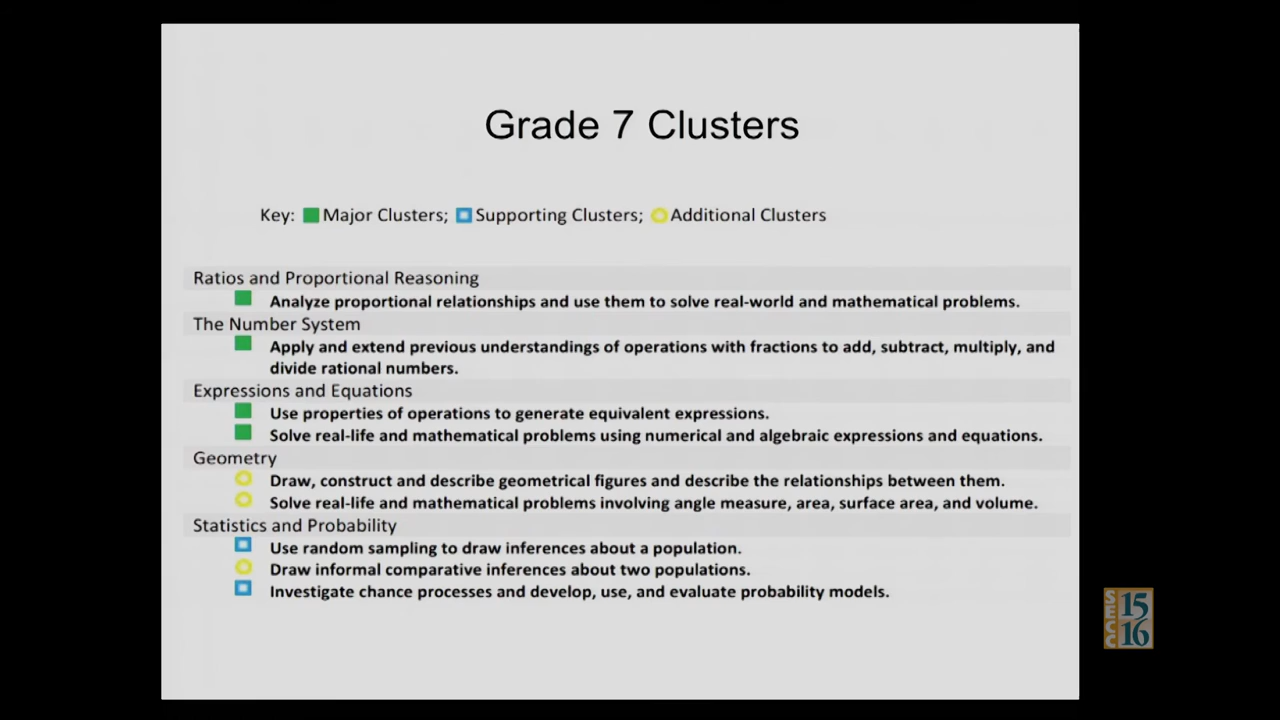 Grade 7 Clusters
Key: Major Clusters; Supporting Clusters; Additional Clusters
Ratios and Proportional Reasoning
Analyze proportional relationships and use them to solve real-world and mathematical problems.
The Number System
Apply and extend previous understandings of operations with fractions to add, subtract, multiply, and
divide rational numbers.
Expressions and Equations
Use properties of operations to generate equivalent expressions.
Solve real-life and mathematical problems using numerical and algebraic expressions and equations.
Geometry
Draw, construct and describe geometrical figures and describe the relationships between them.
Solve real-life and mathematical problems involving angle measure, area, surface area, and volume.
Statistics and Probability
Use random sampling to draw inferences about a population.
Draw informal comparative inferences about two populations.
Investigate chance processes and develop, use, and evaluate probability models.
SECC
15
16